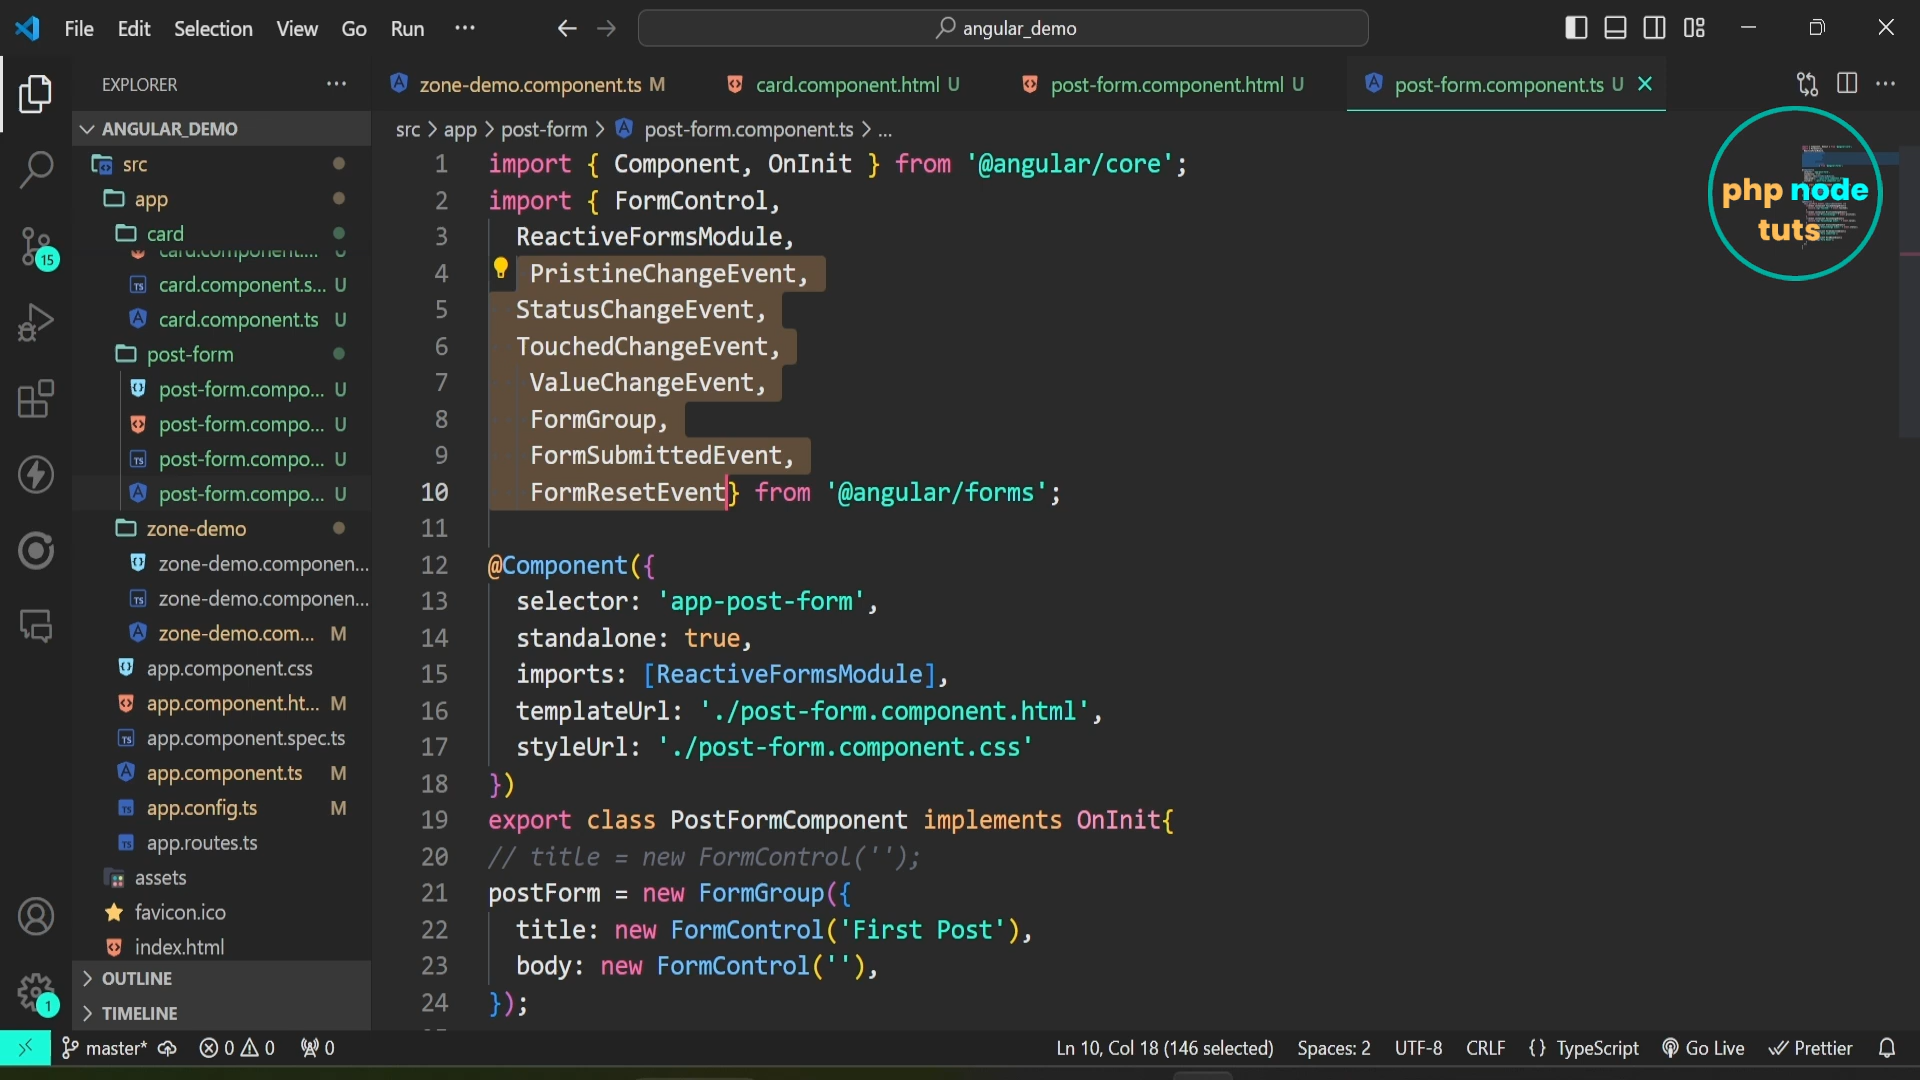 File Edit Selection View Go Run ...
angular_demo
EXPLORER ...
zone-demo.component.ts M
card.component.html U
post-form.component.html U
post-form.component.ts U
ANGULAR_DEMO
src > app > post-form > post-form.component.ts > ...
src
app
card
card.component.... U
card.component.s... U
card.component.ts U
post-form
post-form.compo... U
post-form.compo... U
post-form.compo... U
post-form.compo... U
zone-demo
zone-demo.componen...
zone-demo.componen...
zone-demo.com... M
app.component.css
app.component.ht... M
app.component.spec.ts
app.component.ts M
app.config.ts M
app.routes.ts
assets
favicon.ico
index.html
OUTLINE
TIMELINE
15
1
1 import { Component, OnInit } from '@angular/core';
2 import { FormControl,
3 ReactiveFormsModule,
4 PristineChangeEvent,
5 StatusChangeEvent,
6 TouchedChangeEvent,
7 ValueChangeEvent,
8 FormGroup,
9 FormSubmittedEvent,
10 FormResetEvent} from '@angular/forms';
11
12 @Component({
13 selector: 'app-post-form',
14 standalone: true,
15 imports: [ReactiveFormsModule],
16 templateUrl: './post-form.component.html',
17 styleUrl: './post-form.component.css'
18 })
19 export class PostFormComponent implements OnInit{
20 // title = new FormControl('');
21 postForm = new FormGroup({
22 title: new FormControl('First Post'),
23 body: new FormControl(''),
24 });
php node
tuts
master* 0 0 0
Ln 10, Col 18 (146 selected) Spaces: 2 UTF-8 CRLF {} TypeScript Go Live Prettier